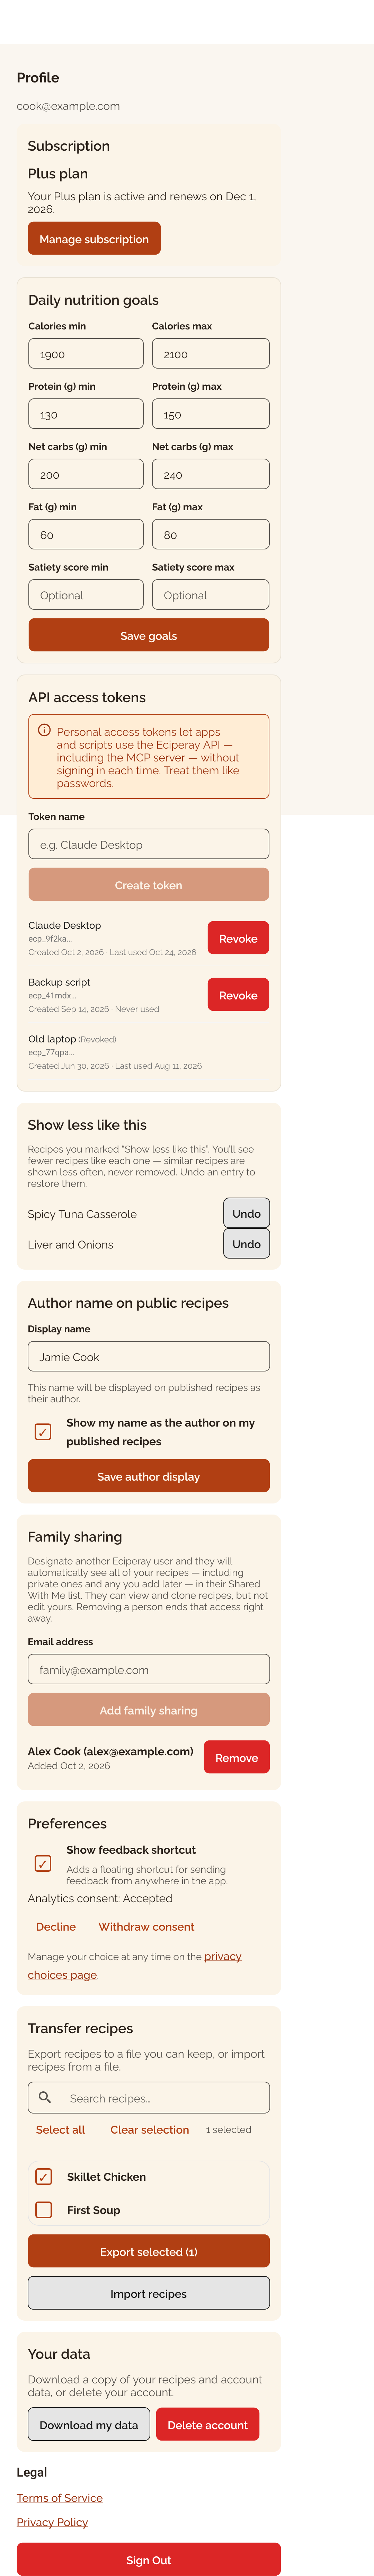 Profile
cook@example.com
Subscription
Plus plan
Your Plus plan is active and renews on Dec 1,
2026.
Manage subscription
Daily nutrition goals
Calories min Calories max
1900 2100
Protein (g) min Protein (g) max
130 150
Net carbs (g) min Net carbs (g) max
200 240
Fat (g) min Fat (g) max
60 80
Satiety score min Satiety score max
Optional Optional
Save goals
API access tokens
Personal access tokens let apps
and scripts use the Eciperay API —
including the MCP server — without
signing in each time. Treat them like
passwords.
Token name
e.g. Claude Desktop
Create token
Claude Desktop
ecp_9f2ka...
Created Oct 2, 2026 · Last used Oct 24, 2026
Revoke
Backup script
ecp_41mdx...
Created Sep 14, 2026 · Never used
Revoke
Old laptop (Revoked)
ecp_77qpa...
Created Jun 30, 2026 · Last used Aug 11, 2026
Show less like this
Recipes you marked “Show less like this”. You’ll see
fewer recipes like each one — similar recipes are
shown less often, never removed. Undo an entry to
restore them.
Spicy Tuna Casserole Undo
Liver and Onions Undo
Author name on public recipes
Display name
Jamie Cook
This name will be displayed on published recipes as
their author.
Show my name as the author on my
published recipes
Save author display
Family sharing
Designate another Eciperay user and they will
automatically see all of your recipes — including
private ones and any you add later — in their Shared
With Me list. They can view and clone recipes, but not
edit yours. Removing a person ends that access right
away.
Email address
family@example.com
Add family sharing
Alex Cook (alex@example.com)
Added Oct 2, 2026
Remove
Preferences
Show feedback shortcut
Adds a floating shortcut for sending
feedback from anywhere in the app.
Analytics consent: Accepted
Decline Withdraw consent
Manage your choice at any time on the privacy
choices page.
Transfer recipes
Export recipes to a file you can keep, or import
recipes from a file.
Search recipes...
Select all Clear selection 1 selected
Skillet Chicken
First Soup
Export selected (1)
Import recipes
Your data
Download a copy of your recipes and account
data, or delete your account.
Download my data Delete account
Legal
Terms of Service
Privacy Policy
Sign Out